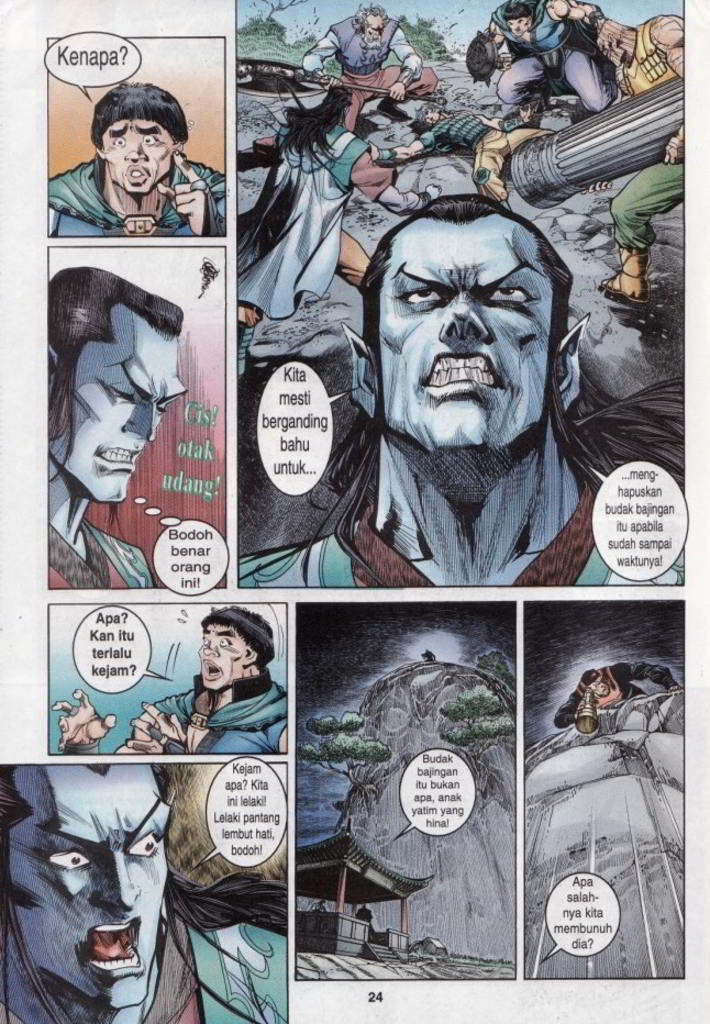 Kenapa?
Cis!
otak
udang!
Bodoh
benar
orang
ini!
Kita
mesti
berganding
bahu
untuk...
...meng-
hapuskan
budak bajingan
itu apabila
sudah sampai
waktunya!
Apa?
Kan itu
terlalu
kejam?
Kejam
apa? Kita
ini lelaki!
Lelaki pantang
lembut hati,
bodoh!
Budak
bajingan
itu bukan
apa, anak
yatim yang
hina!
Apa
salah-
nya kita
membunuh
dia?
24